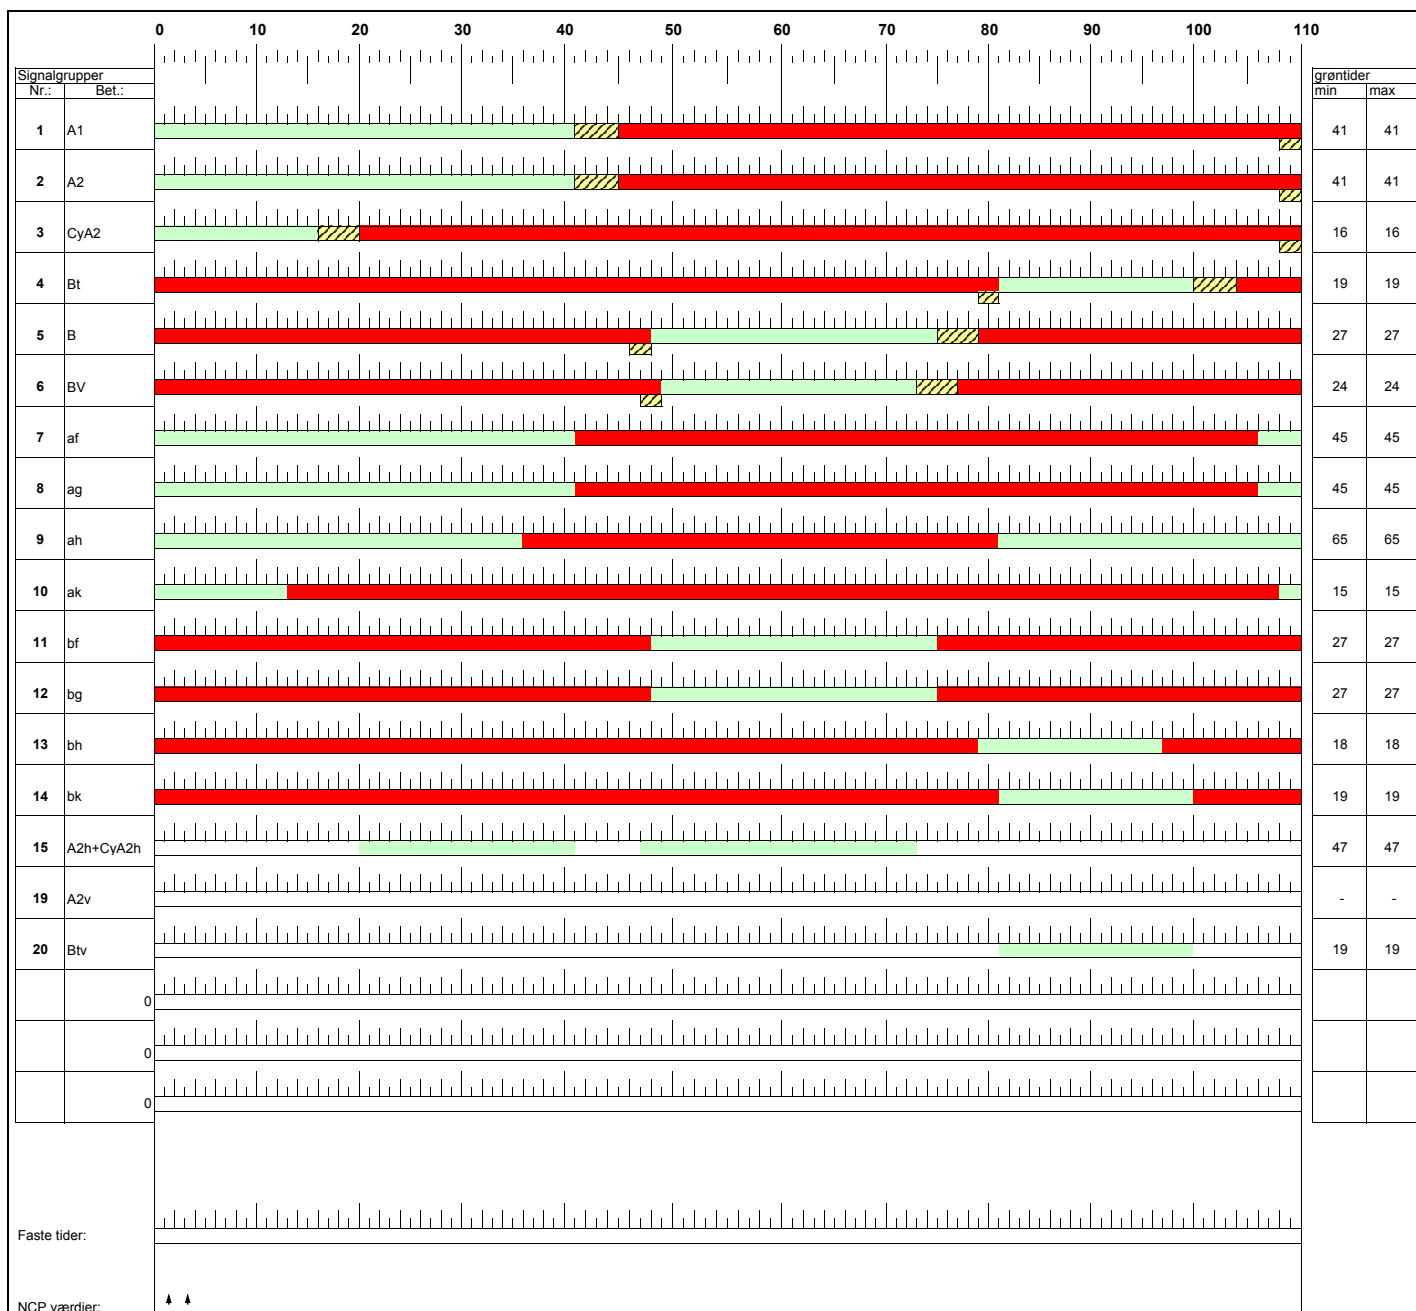 0 10 20 30 40 50 60 70 80 90 100 110
Signalgrupper grøntider
Nr.: Bet.: min max
1 A1 41 41
2 A2 41 41
3 CyA2 16 16
4 Bt 19 19
5 B 27 27
6 BV 24 24
7 af 45 45
8 ag 45 45
9 ah 65 65
10 ak 15 15
11 bf 27 27
12 bg 27 27
13 bh 18 18
14 bk 19 19
15 A2h+CyA2h 47 47
19 A2v - -
20 Btv 19 19
0
0
0
Faste tider:
NCP værdier: